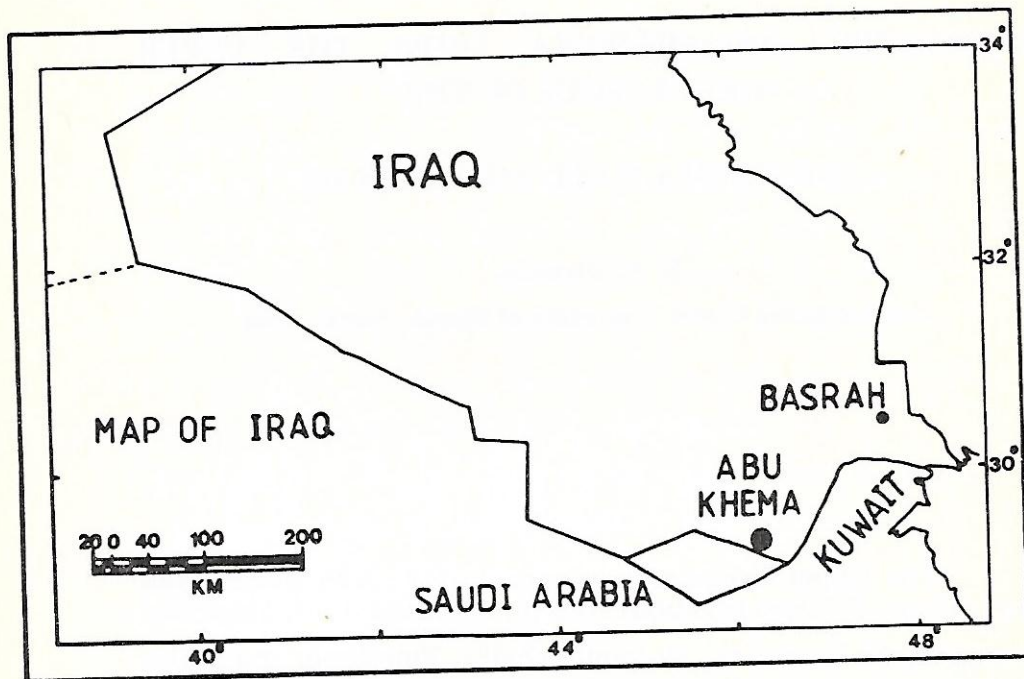 34°
IRAQ
32°
BASRAH
MAP OF IRAQ
ABU
KHEMA
30°
KUWAIT
20 0 40 100 200
KM
SAUDI ARABIA
40° 44° 48°